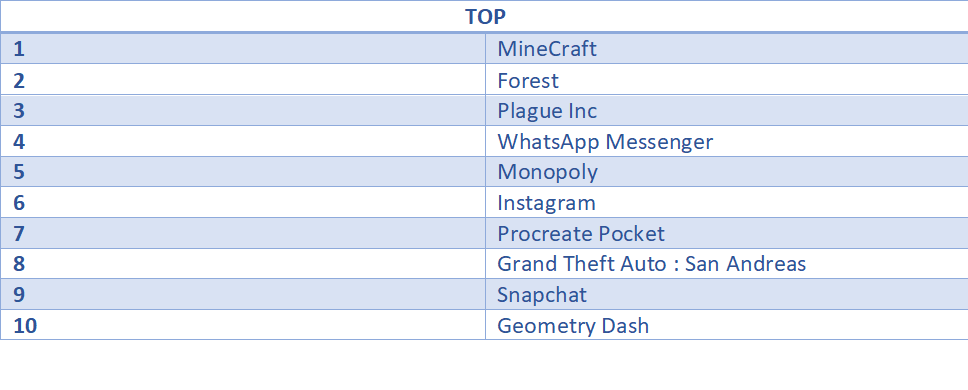 TOP
1 MineCraft
2 Forest
3 Plague Inc
4 WhatsApp Messenger
5 Monopoly
6 Instagram
7 Procreate Pocket
8 Grand Theft Auto : San Andreas
9 Snapchat
10 Geometry Dash